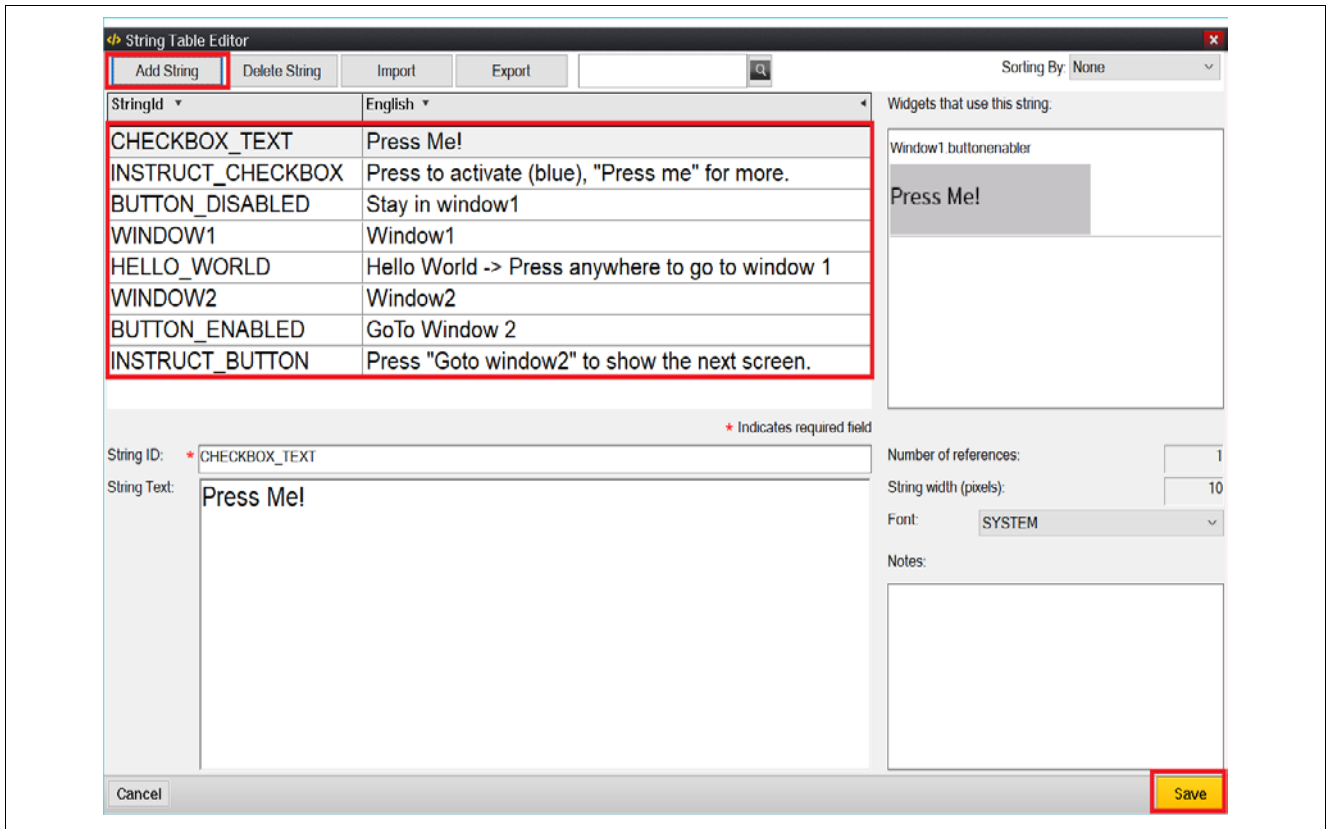 </> String Table Editor
Add String Delete String Import Export Sorting By: None
StringId English Widgets that use this string:
CHECKBOX_TEXT Press Me! Window1.buttonenabler
INSTRUCT_CHECKBOX Press to activate (blue), "Press me" for more.
BUTTON_DISABLED Stay in window1 Press Me!
WINDOW1 Window1
HELLO_WORLD Hello World -> Press anywhere to go to window 1
WINDOW2 Window2
BUTTON_ENABLED GoTo Window 2
INSTRUCT_BUTTON Press "Goto window2" to show the next screen.
* Indicates required field
String ID: * CHECKBOX_TEXT Number of references: 1
String Text: Press Me! String width (pixels): 10
Font: SYSTEM
Notes:
Cancel Save